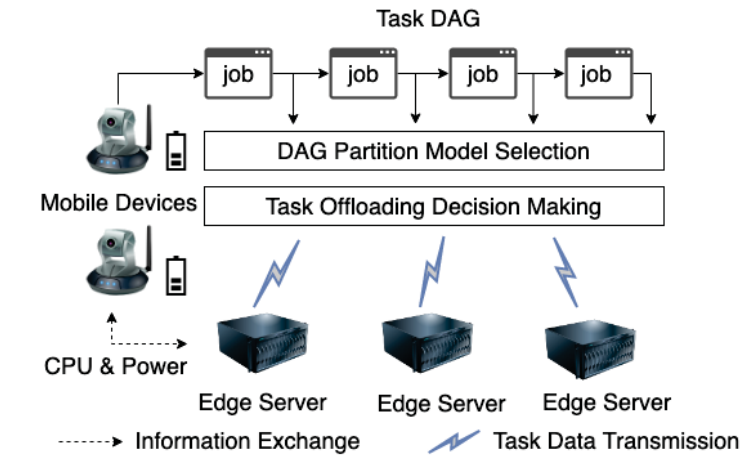 Task DAG
job job job job
DAG Partition Model Selection
Mobile Devices
Task Offloading Decision Making
CPU & Power
Edge Server Edge Server Edge Server
Information Exchange Task Data Transmission